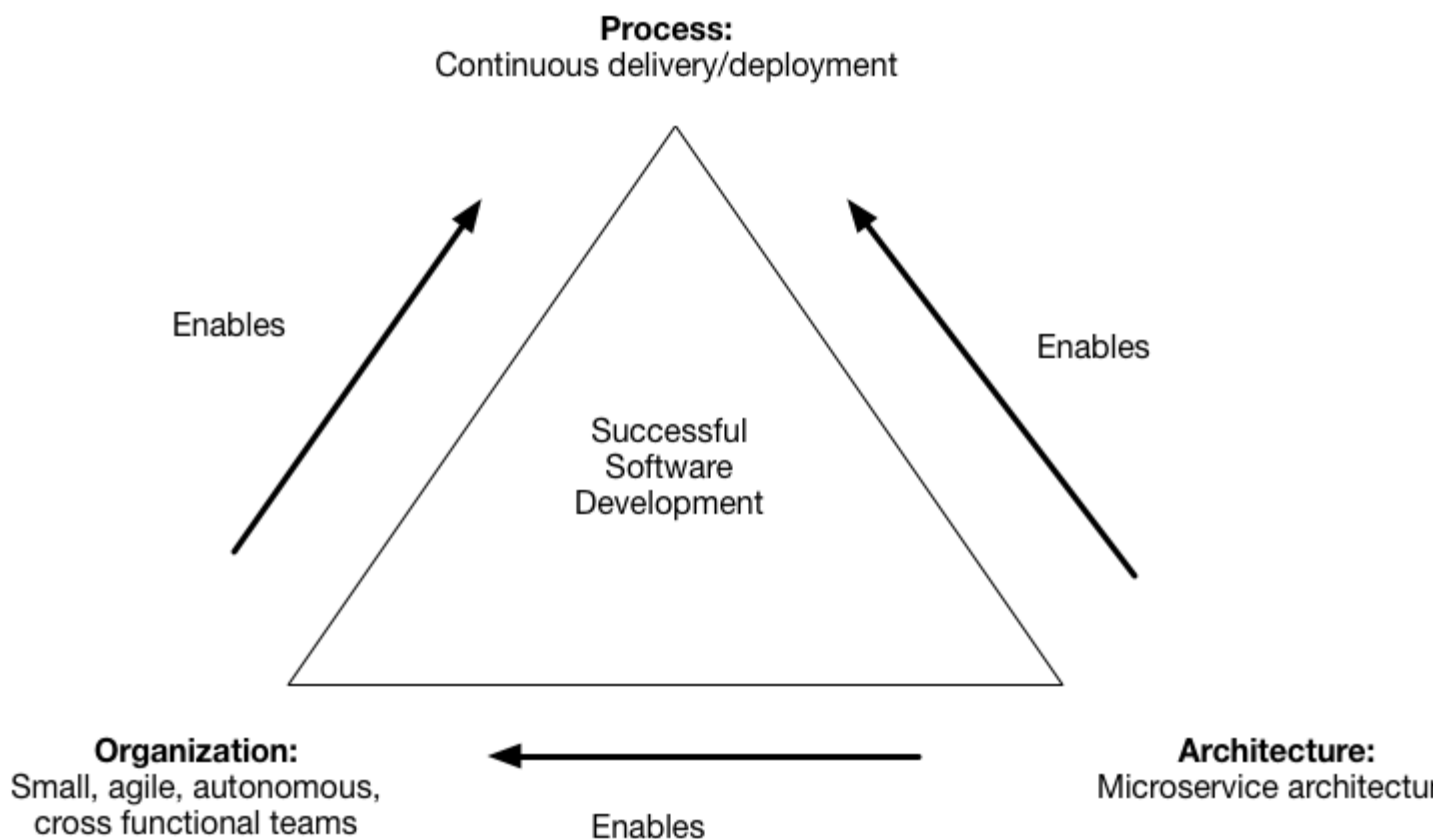 Process:
Continuous delivery/deployment
Enables
Enables
Successful
Software
Development
Organization:
Small, agile, autonomous,
cross functional teams
Enables
Architecture:
Microservice architectur